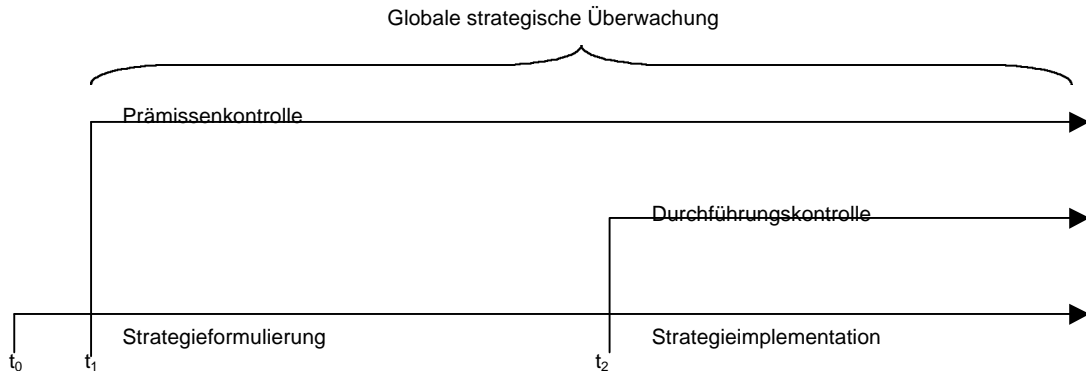 Globale strategische Überwachung
Prämissenkontrolle
Durchführungskontrolle
Strategieformulierung
Strategieimplementation
t₀
t₁
t₂